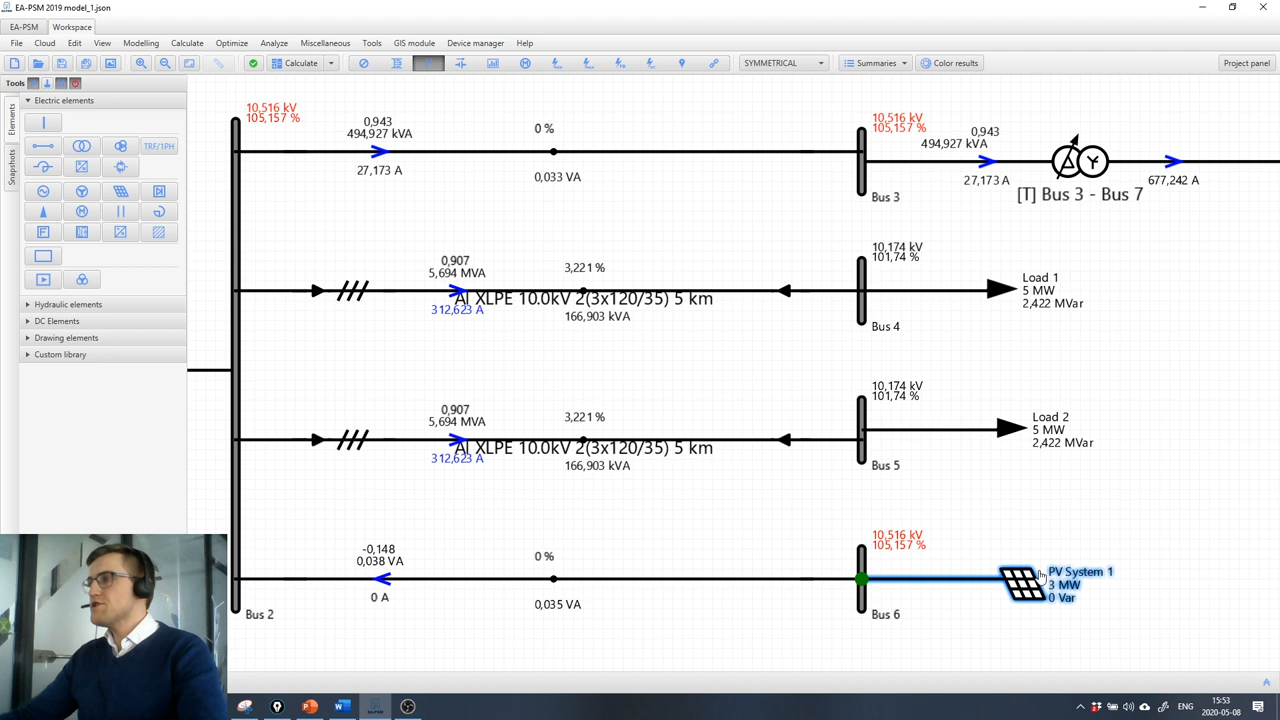 EA-PSM 2019 model_1.json
EA-PSM
Workspace
File
Cloud
Edit
View
Modelling
Calculate
Optimize
Analyze
Miscellaneous
Tools
GIS module
Device manager
Help
Calculate
SYMMETRICAL
Summaries
Color results
Project panel
Tools
Elements
Snapshots
Electric elements
TRF/1PH
Hydraulic elements
DC Elements
Drawing elements
Custom library
10,516 kV
105,157 %
0,943
494,927 kVA
27,173 A
0 %
0,033 VA
10,516 kV
105,157 %
Bus 3
0,943
494,927 kVA
27,173 A
677,242 A
[T] Bus 3 - Bus 7
0,907
5,694 MVA
312,623 A
3,221 %
Al XLPE 10.0kV 2(3x120/35) 5 km
166,903 kVA
10,174 kV
101,74 %
Bus 4
Load 1
5 MW
2,422 MVar
0,907
5,694 MVA
312,623 A
3,221 %
Al XLPE 10.0kV 2(3x120/35) 5 km
166,903 kVA
10,174 kV
101,74 %
Bus 5
Load 2
5 MW
2,422 MVar
-0,148
0,038 VA
0 A
0 %
0,035 VA
Bus 2
10,516 kV
105,157 %
Bus 6
PV System 1
3 MW
0 Var
ENG
15:53
2020-05-08